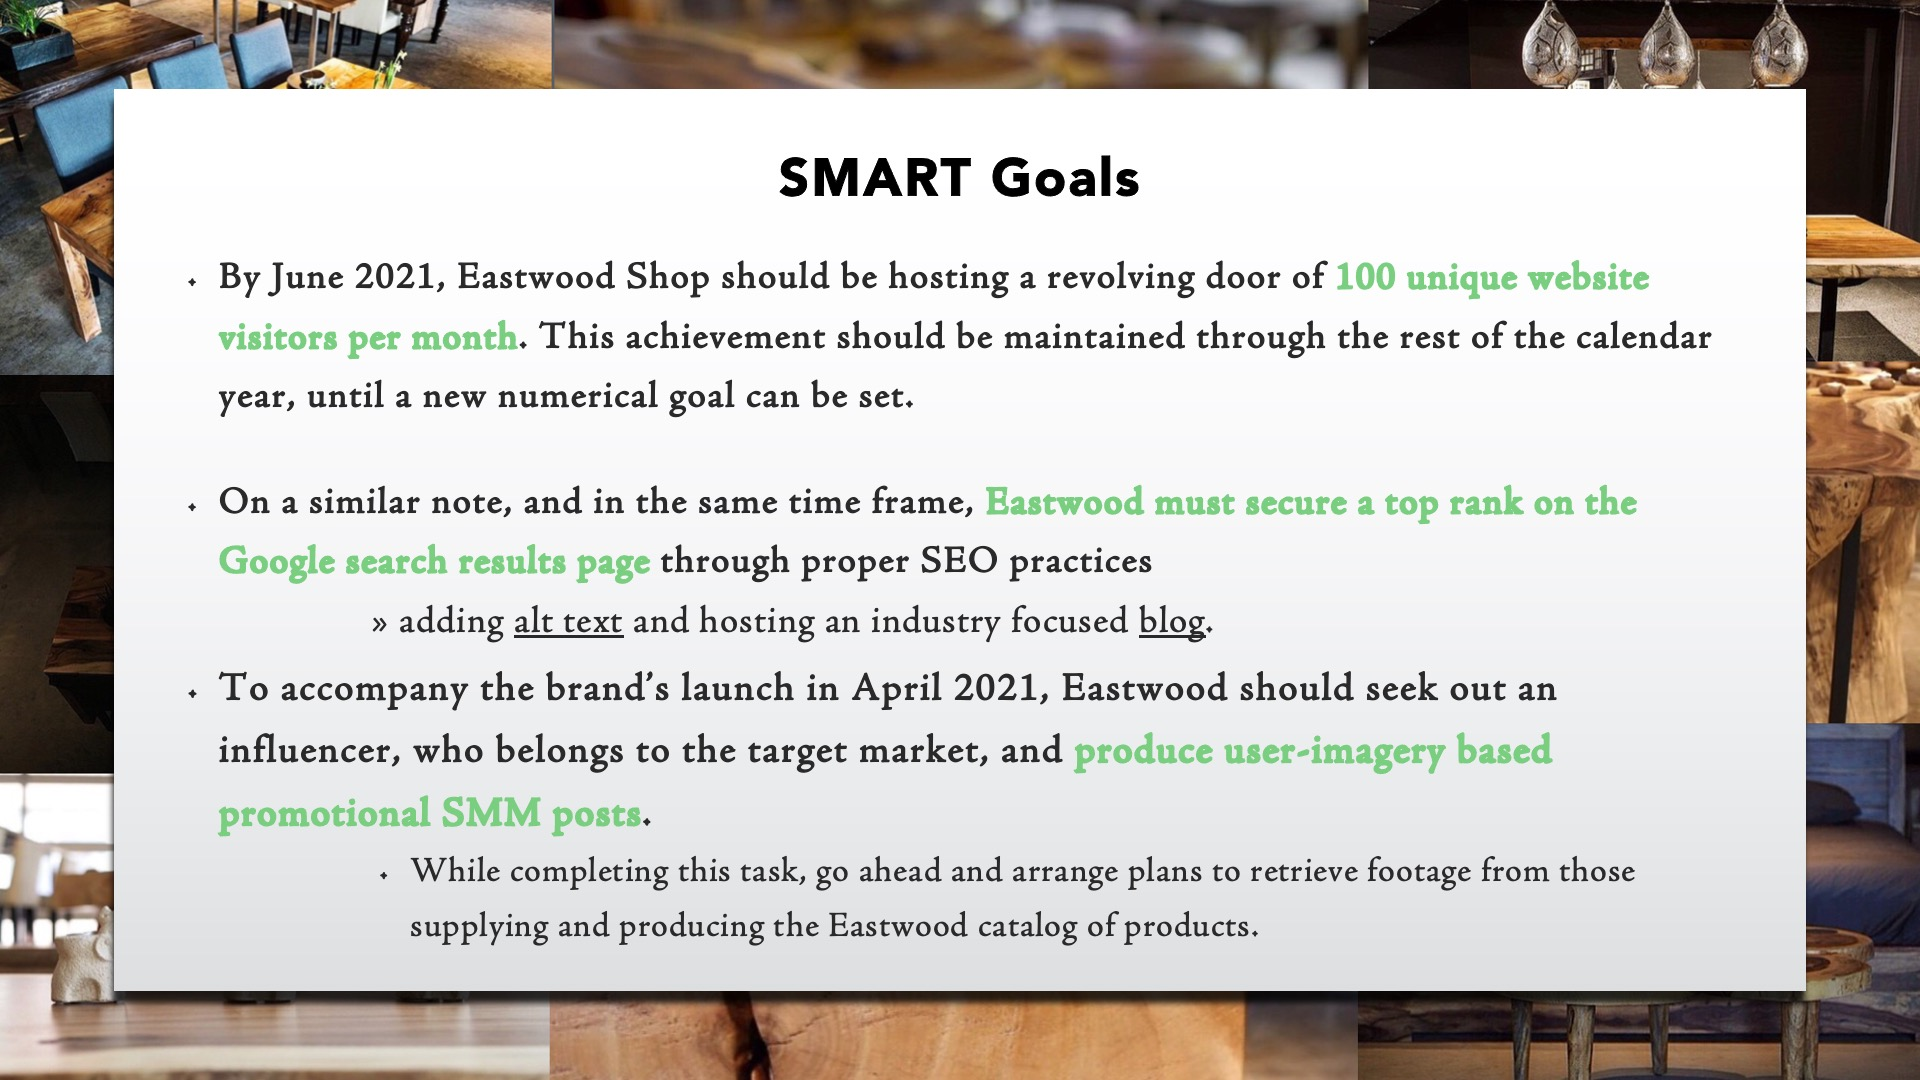 SMART Goals
By June 2021, Eastwood Shop should be hosting a revolving door of 100 unique website
visitors per month. This achievement should be maintained through the rest of the calendar
year, until a new numerical goal can be set.
On a similar note, and in the same time frame, Eastwood must secure a top rank on the
Google search results page through proper SEO practices
» adding alt text and hosting an industry focused blog.
To accompany the brand’s launch in April 2021, Eastwood should seek out an
influencer, who belongs to the target market, and produce user-imagery based
promotional SMM posts.
While completing this task, go ahead and arrange plans to retrieve footage from those
supplying and producing the Eastwood catalog of products.